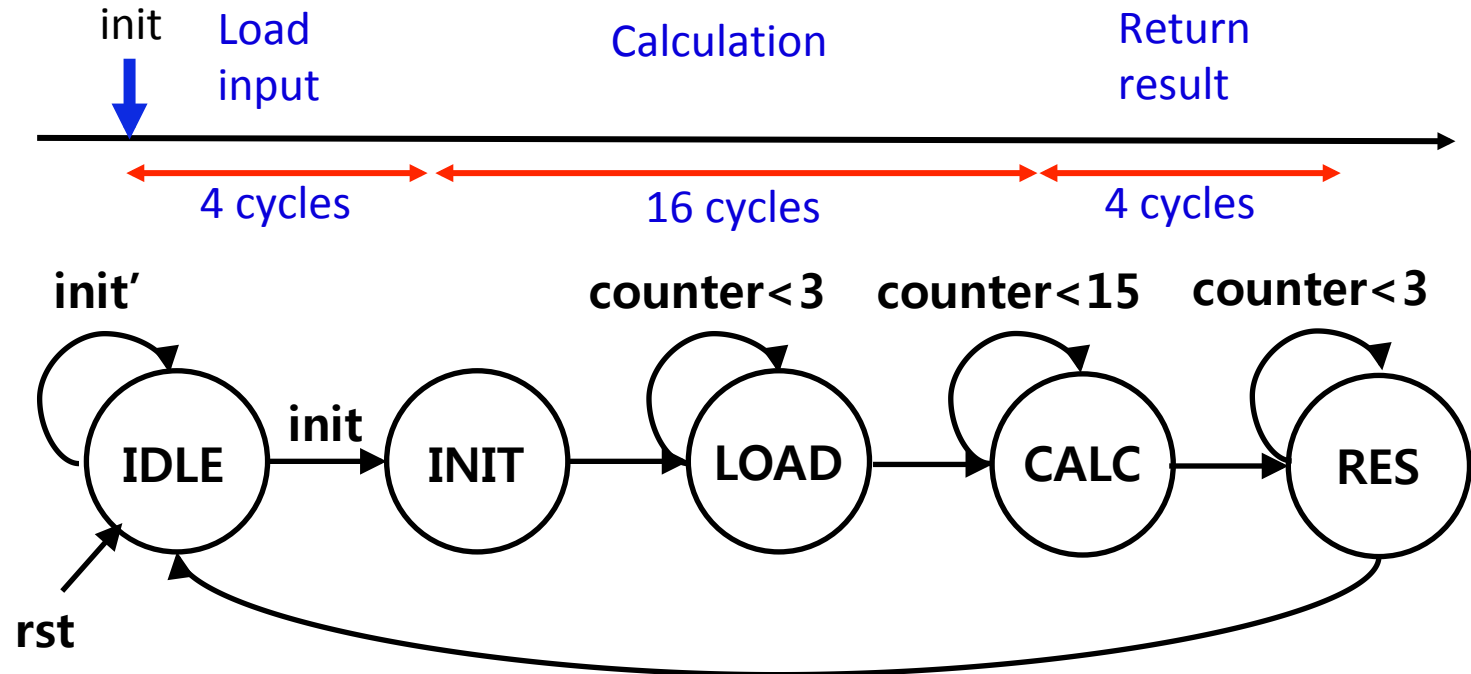 init
Load
input
Calculation
Return
result
4 cycles
16 cycles
4 cycles
init’
counter<3
counter<15
counter<3
init
IDLE
INIT
LOAD
CALC
RES
rst